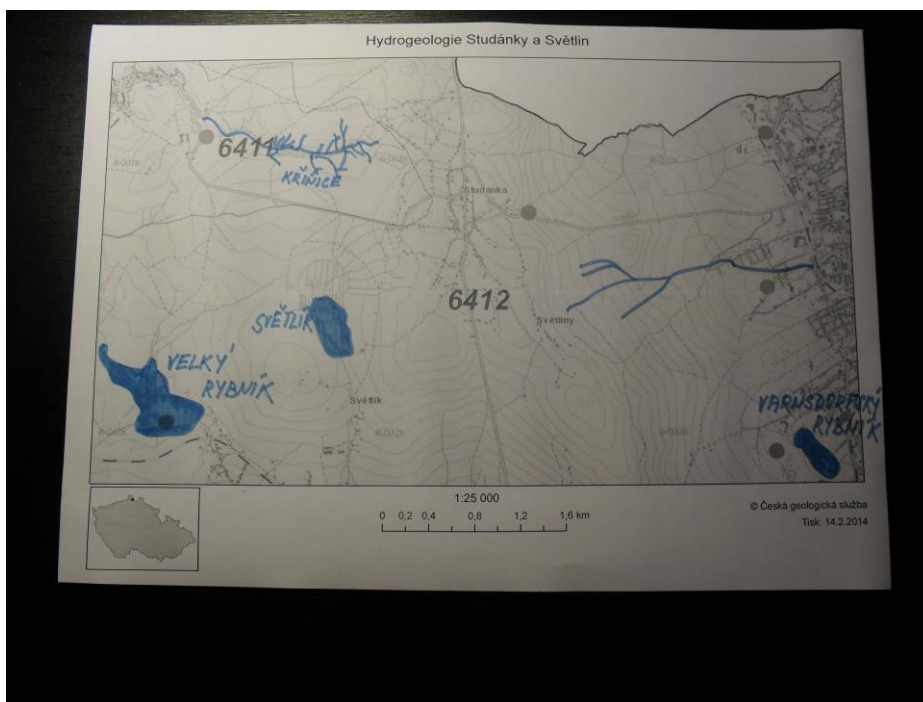 Hydrogeologie Studánky a Světlin
6411
KŘINICE
Studánka
6412
SVĚTLÍK
Světliny
VELKÝ
RYBNÍK
Světlík
VARNSDORFSKÝ
RYBNÍK
1:25 000
0 0,2 0,4 0,8 1,2 1,6 km
© Česká geologická služba
Tisk: 14.2.2014